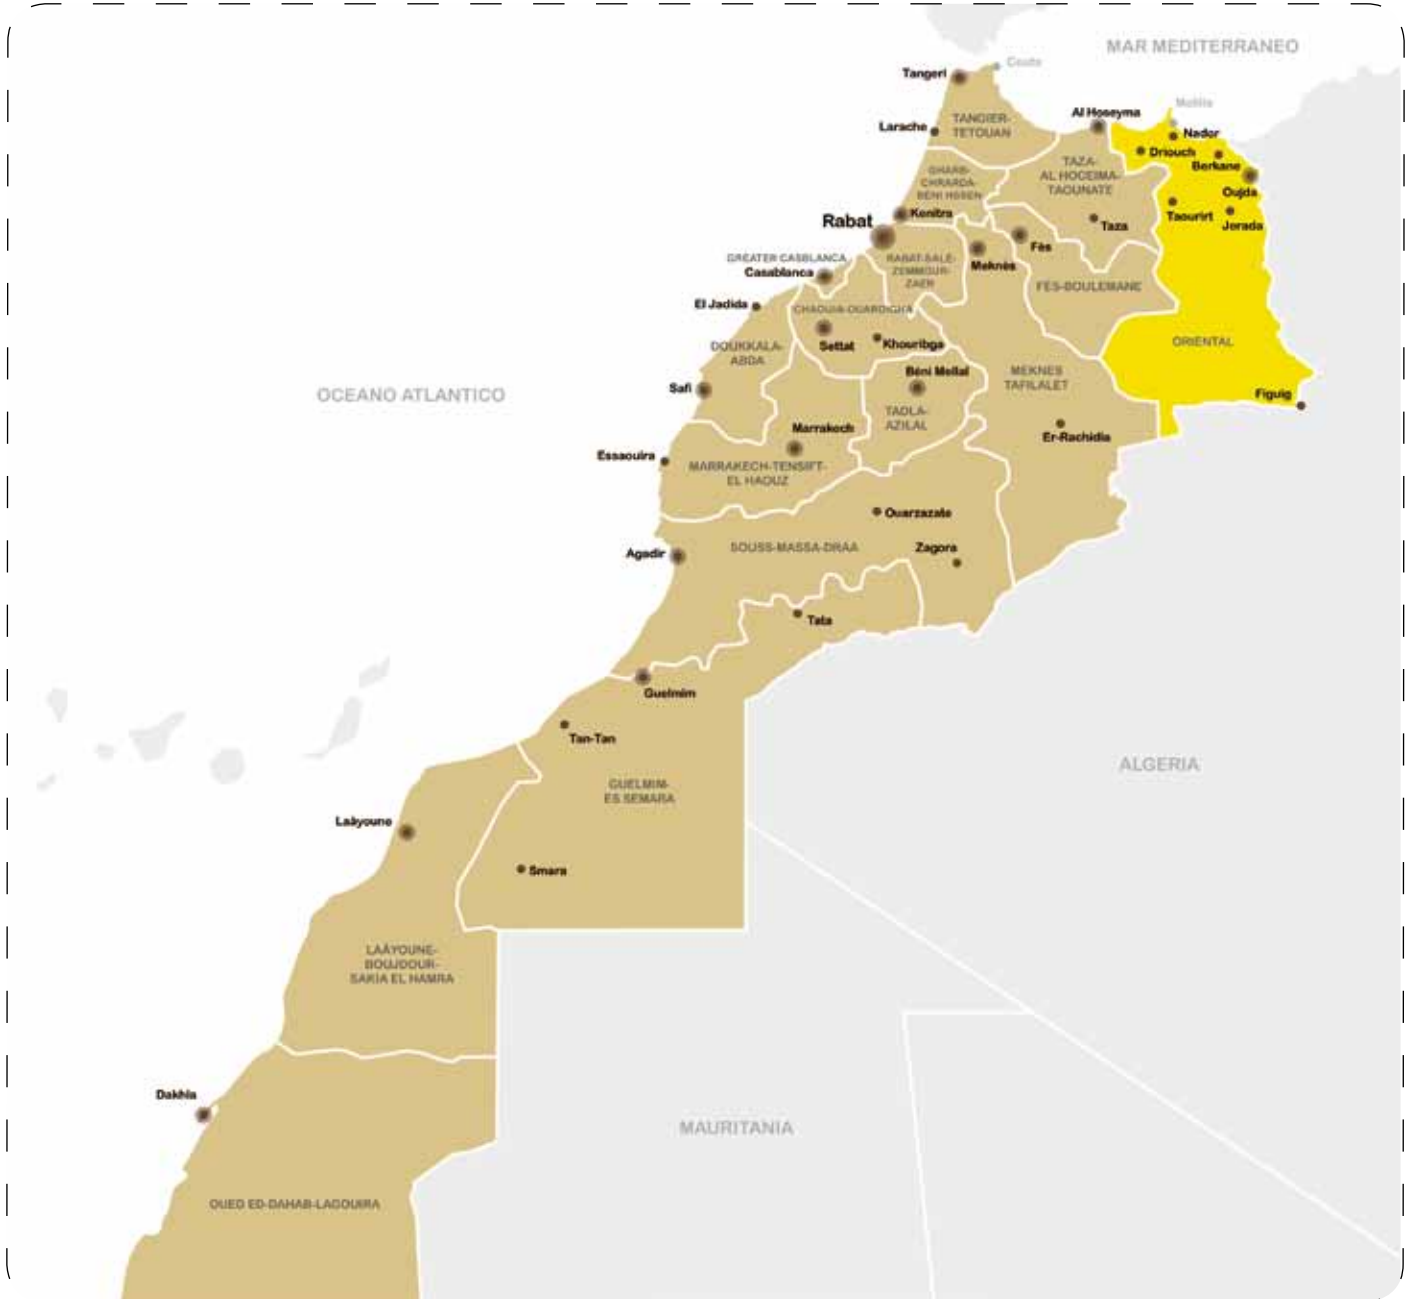 MAR MEDITERRANEO
Ceuta
Tangeri
Melilla
Al Hoseyma
TANGIER-
TETOUAN
Larache
Nador
Driouch
Berkane
TAZA-
AL HOCEIMA-
TAOUNATE
GHARB-
CHRARDA-
BENI HSSEN
Oujda
Taourirt
Jerada
Kenitra
Rabat
Taza
Fès
Meknès
GREATER CASBLANCA
Casablanca
RABAT-SALE-
ZEMMOUR-
ZAER
FES-BOULEMANE
El Jadida
CHAOUIA-OUARDIGHA
Settat
Khouribga
ORIENTAL
DOUKKALA-
ABDA
Béni Mellal
MEKNES
TAFILALET
Safi
Figuig
OCEANO ATLANTICO
TADLA-
AZILAL
Marrakech
Er-Rachidia
Essaouira
MARRAKECH-TENSIFT-
EL HAOUZ
Ouarzazate
SOUSS-MASSA-DRAA
Zagora
Agadir
Tata
Guelmim
Tan-Tan
ALGERIA
GUELMIM-
ES SEMARA
Laâyoune
Smara
LAÂYOUNE-
BOUJDOUR-
SAKIA EL HAMRA
Dakhla
MAURITANIA
OUED ED-DAHAB-LAGOUIRA